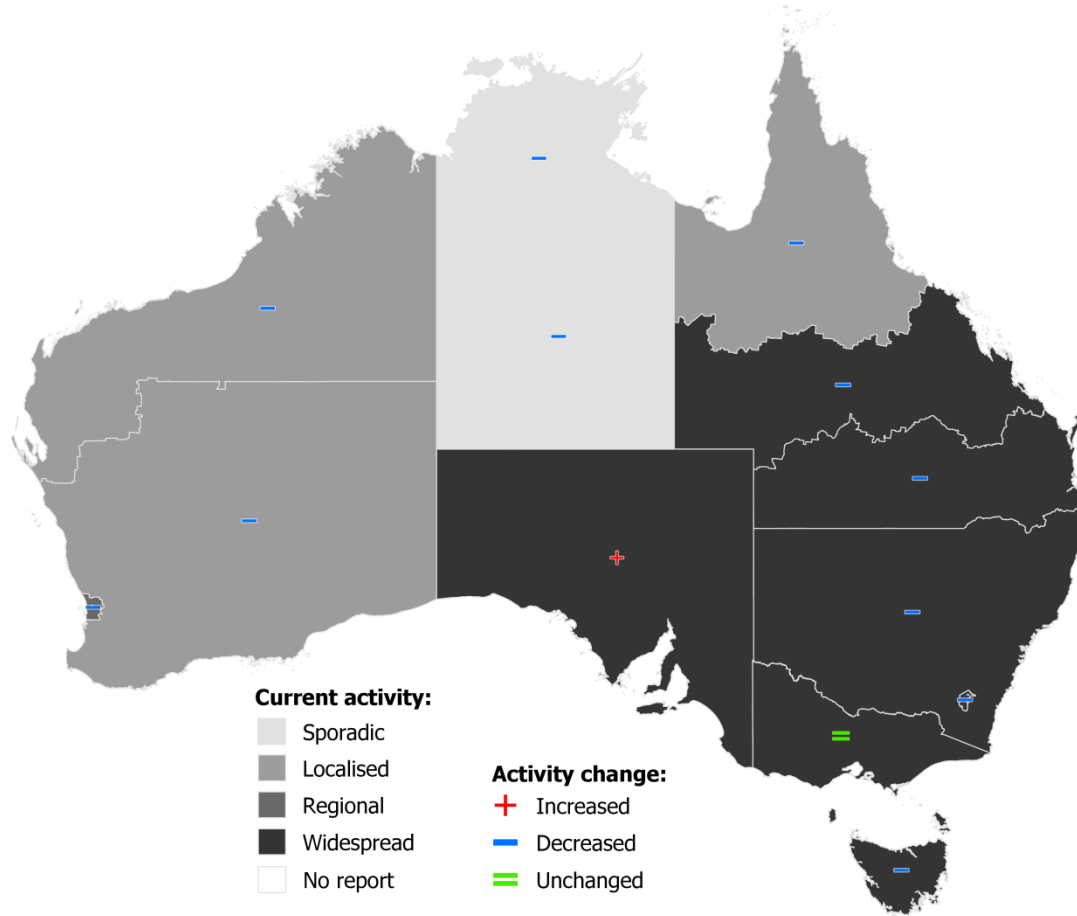 Current activity:
Sporadic
Localised
Regional
Widespread
No report
Activity change:
Increased
Decreased
Unchanged